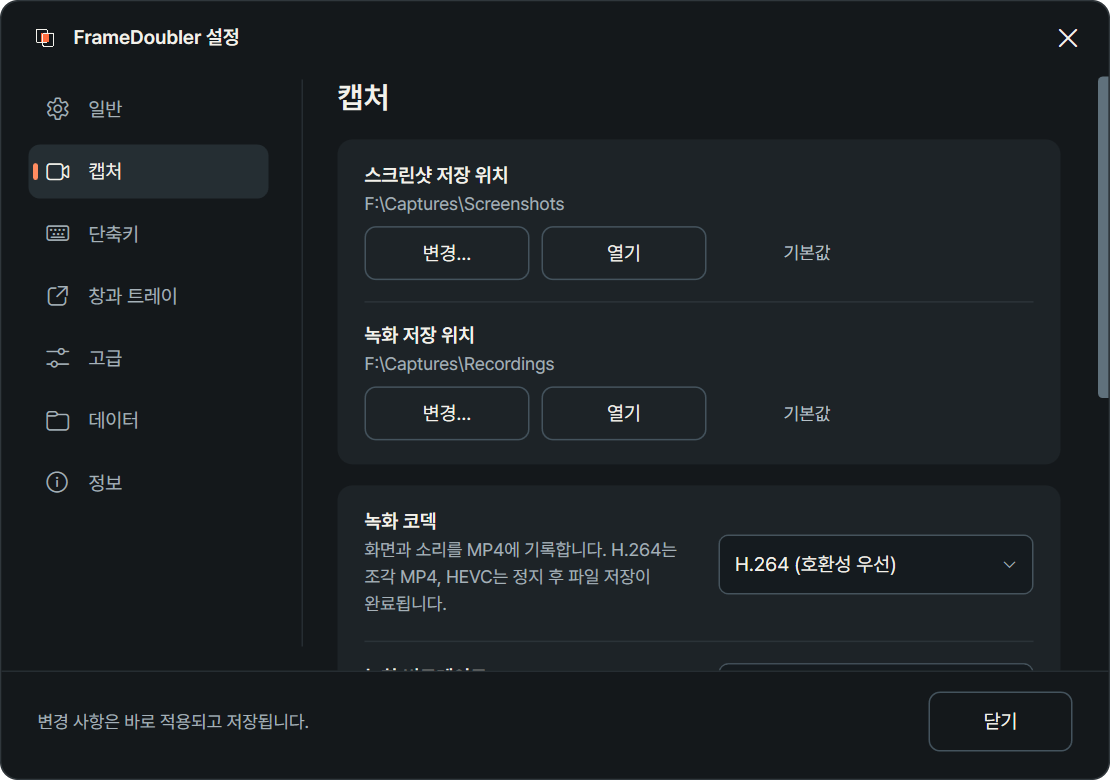 FrameDoubler 설정
일반
캡처
단축키
창과 트레이
고급
데이터
정보
캡처
스크린샷 저장 위치
F:\Captures\Screenshots
변경...
열기
기본값
녹화 저장 위치
F:\Captures\Recordings
변경...
열기
기본값
녹화 코덱
화면과 소리를 MP4에 기록합니다. H.264는
조각 MP4, HEVC는 정지 후 파일 저장이
완료됩니다.
H.264 (호환성 우선)
변경 사항은 바로 적용되고 저장됩니다.
닫기